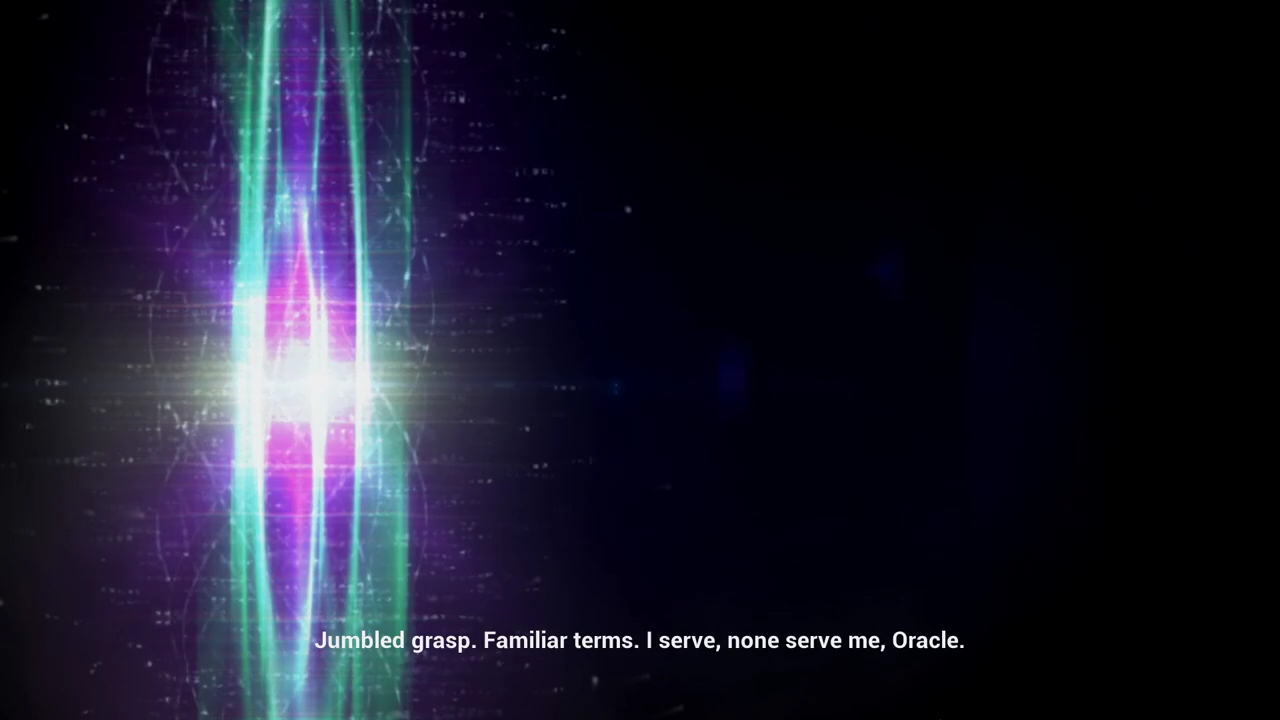 Jumbled grasp. Familiar terms. I serve, none serve me, Oracle.